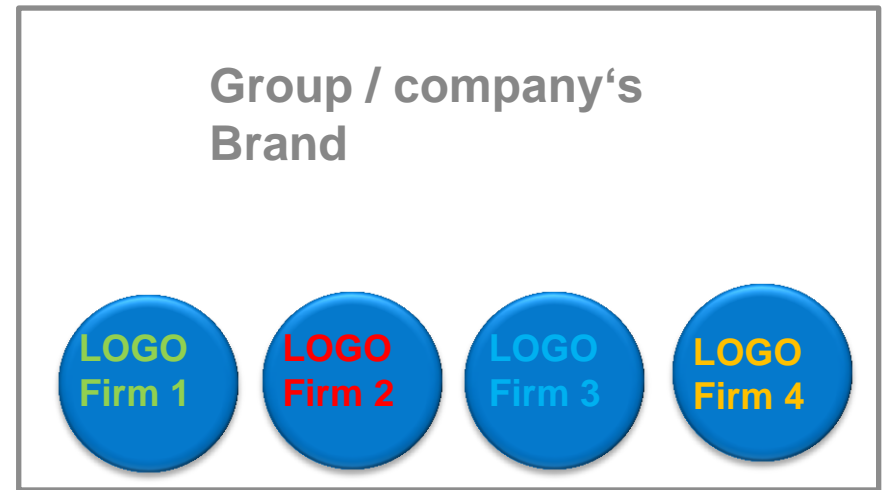 Group / company‘s
Brand
LOGO
Firm 1
LOGO
Firm 2
LOGO
Firm 3
LOGO
Firm 4